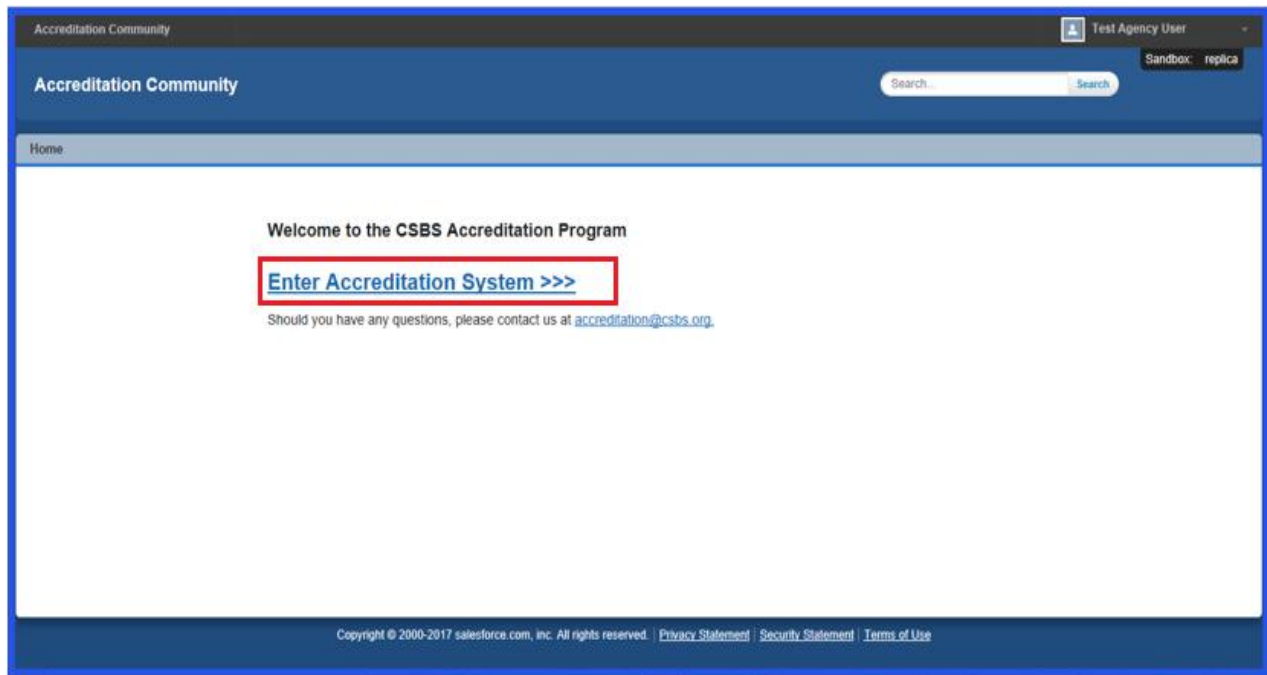 Accreditation Community
Test Agency User
Sandbox: replica
Accreditation Community
Search...
Search
Home
Welcome to the CSBS Accreditation Program
Enter Accreditation System >>>
Should you have any questions, please contact us at accreditation@csbs.org.
Copyright © 2000-2017 salesforce.com, inc. All rights reserved. | Privacy Statement | Security Statement | Terms of Use